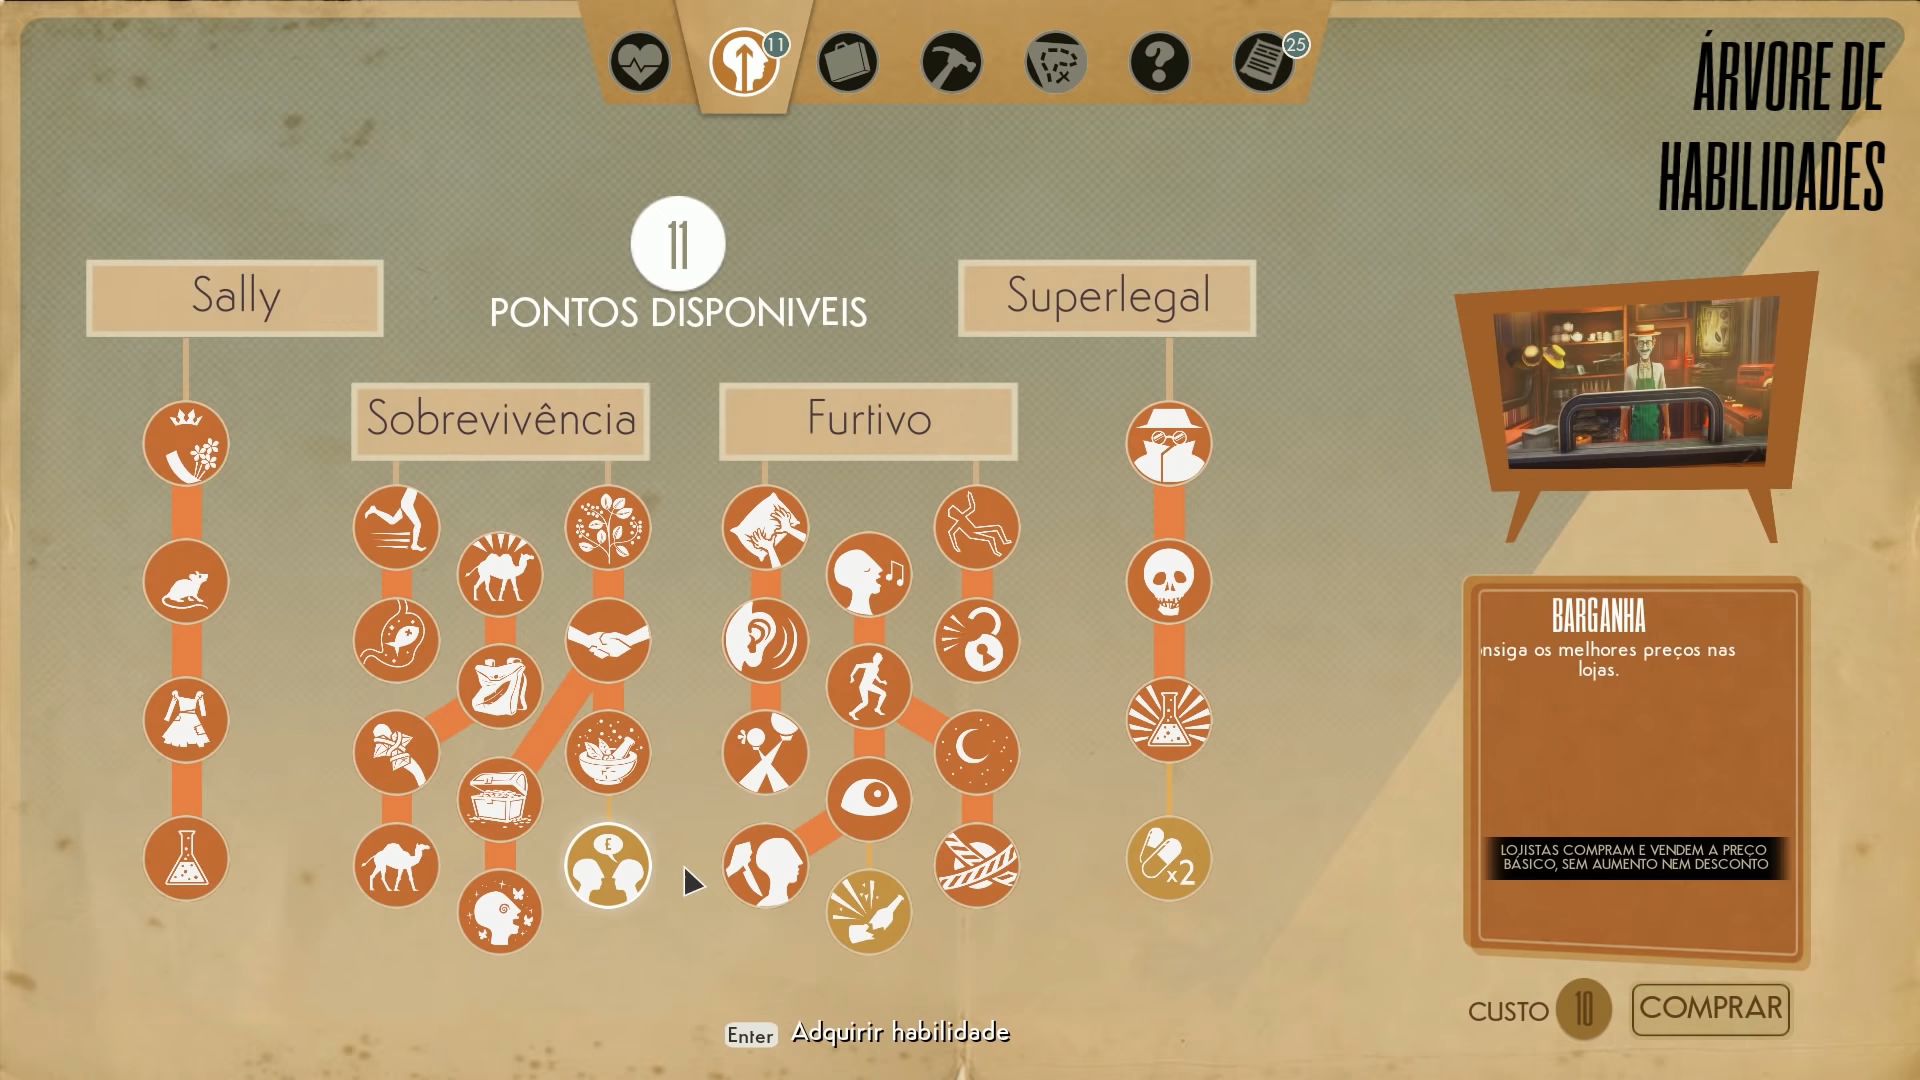 11
25
ÁRVORE DE
HABILIDADES
11
PONTOS DISPONIVEIS
Sally
Superlegal
Sobrevivência
Furtivo
£
x2
BARGANHA
nsiga os melhores preços nas
lojas.
LOJISTAS COMPRAM E VENDEM A PREÇO
BÁSICO, SEM AUMENTO NEM DESCONTO
CUSTO 10 COMPRAR
Enter Adquirir habilidade